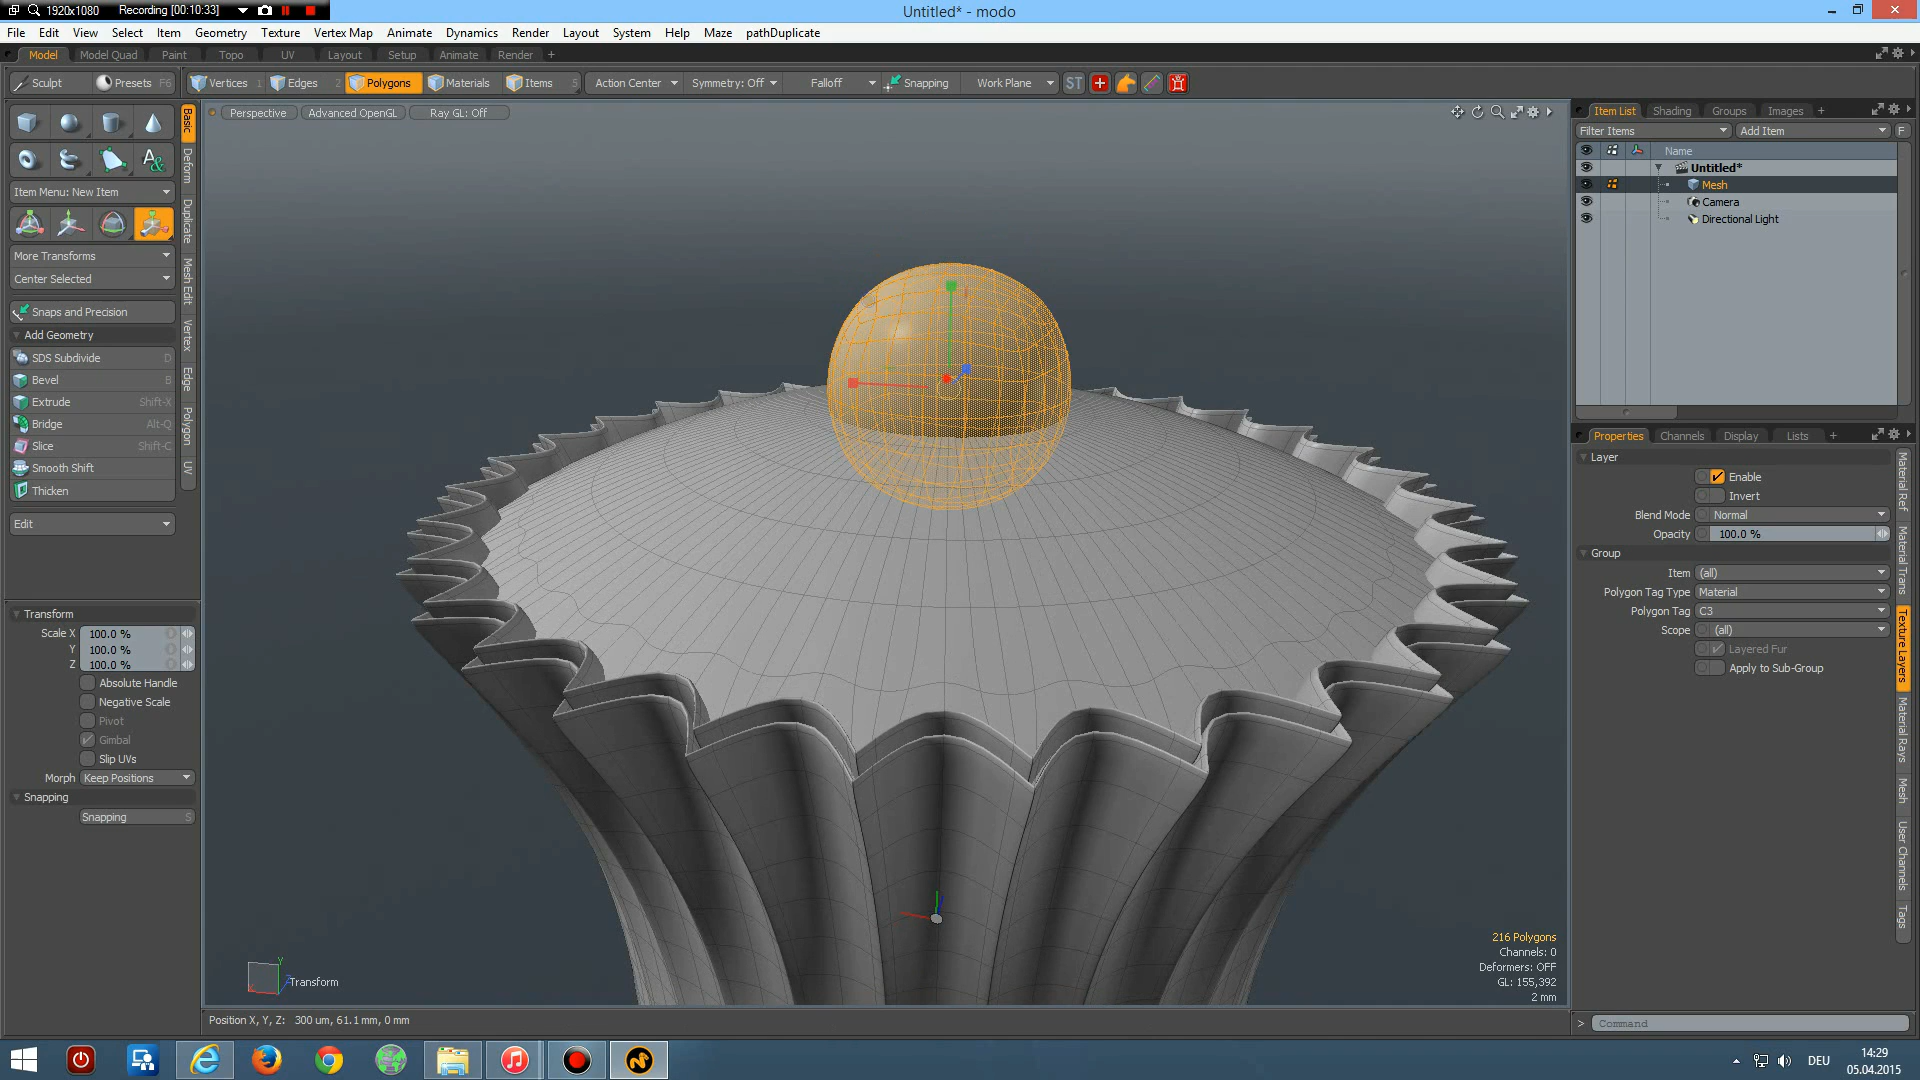 1920x1080 Recording [00:10:33]
Untitled* - modo
File Edit View Select Item Geometry Texture Vertex Map Animate Dynamics Render Layout System Help Maze pathDuplicate
Model Model Quad Paint Topo UV Layout Setup Animate Render +
Sculpt Presets F6 Vertices 1 Edges 2 Polygons Materials Items 5 Action Center Symmetry: Off Falloff Snapping Work Plane ST
Perspective Advanced OpenGL Ray GL: Off
Basic
Deform
Duplicate
Mesh Edit
Vertex
Edge
Polygon
UV
Item Menu: New Item
More Transforms
Center Selected
Snaps and Precision
Add Geometry
SDS Subdivide D
Bevel B
Extrude Shift-X
Bridge Alt-Q
Slice Shift-C
Smooth Shift
Thicken
Edit
Transform
Scale X 100.0 %
Y 100.0 %
Z 100.0 %
Absolute Handle
Negative Scale
Pivot
Gimbal
Slip UVs
Morph Keep Positions
Snapping
Snapping S
Y
X
Transform
216 Polygons
Channels: 0
Deformers: OFF
GL: 155,392
2 mm
Position X, Y, Z: 300 um, 61.1 mm, 0 mm
Item List Shading Groups Images +
Filter Items Add Item F
Name
Untitled*
Mesh
Camera
Directional Light
Properties Channels Display Lists +
Layer
Enable
Invert
Blend Mode Normal
Opacity 100.0 %
Group
Item (all)
Polygon Tag Type Material
Polygon Tag C3
Scope (all)
Layered Fur
Apply to Sub-Group
Material Ref
Material Trans
Texture Layers
Material Rays
Mesh
User Channels
Tags
> Command
DEU
14:29
05.04.2015